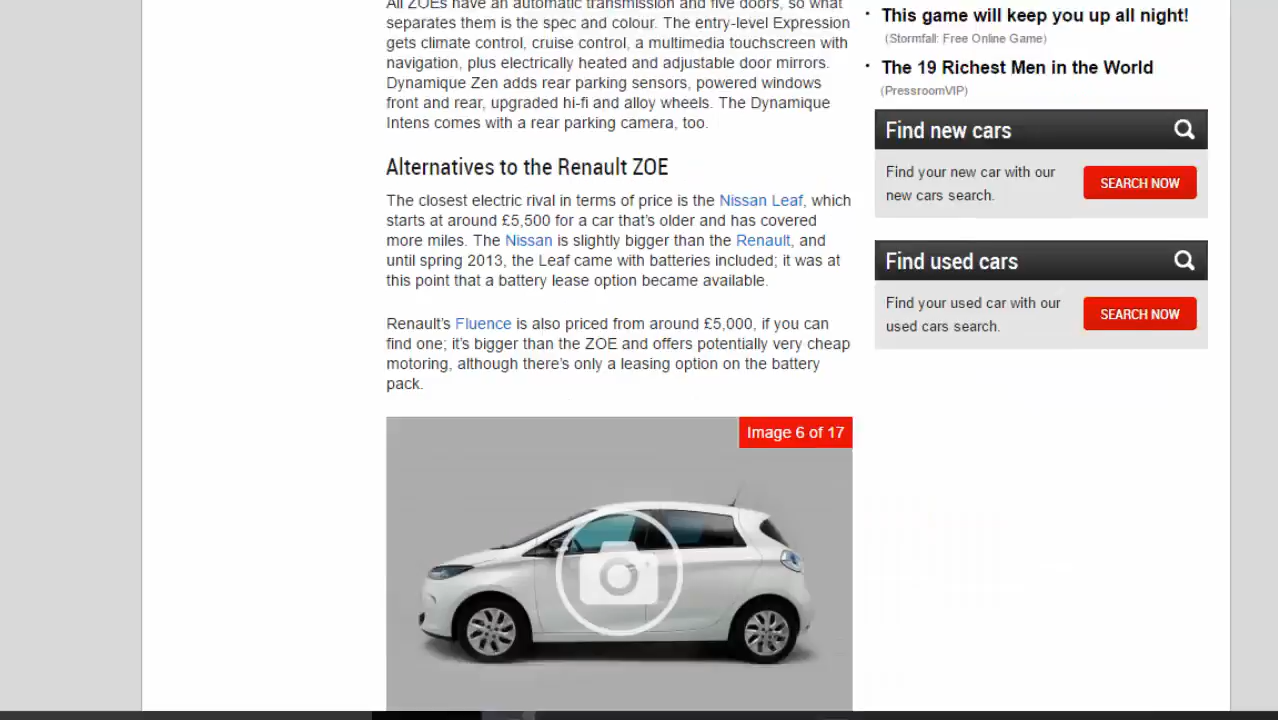 All ZOEs have an automatic transmission and five doors, so what
separates them is the spec and colour. The entry-level Expression
gets climate control, cruise control, a multimedia touchscreen with
navigation, plus electrically heated and adjustable door mirrors.
Dynamique Zen adds rear parking sensors, powered windows
front and rear, upgraded hi-fi and alloy wheels. The Dynamique
Intens comes with a rear parking camera, too.
Alternatives to the Renault ZOE
The closest electric rival in terms of price is the Nissan Leaf, which
starts at around £5,500 for a car that's older and has covered
more miles. The Nissan is slightly bigger than the Renault, and
until spring 2013, the Leaf came with batteries included; it was at
this point that a battery lease option became available.
Renault's Fluence is also priced from around £5,000, if you can
find one; it's bigger than the ZOE and offers potentially very cheap
motoring, although there's only a leasing option on the battery
pack.
Image 6 of 17
This game will keep you up all night!
(Stormfall: Free Online Game)
The 19 Richest Men in the World
(PressroomVIP)
Find new cars
Find your new car with our
new cars search.
SEARCH NOW
Find used cars
Find your used car with our
used cars search.
SEARCH NOW